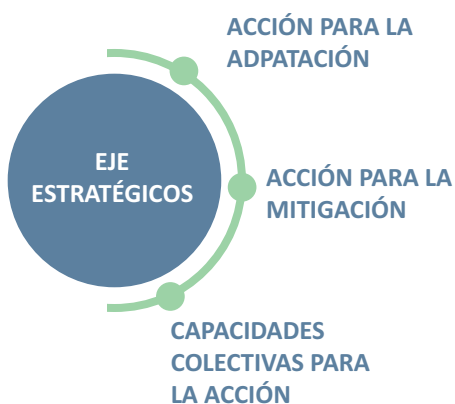 ACCIÓN PARA LA
ADPATACIÓN
EJE
ESTRATÉGICOS
ACCIÓN PARA LA
MITIGACIÓN
CAPACIDADES
COLECTIVAS PARA
LA ACCIÓN